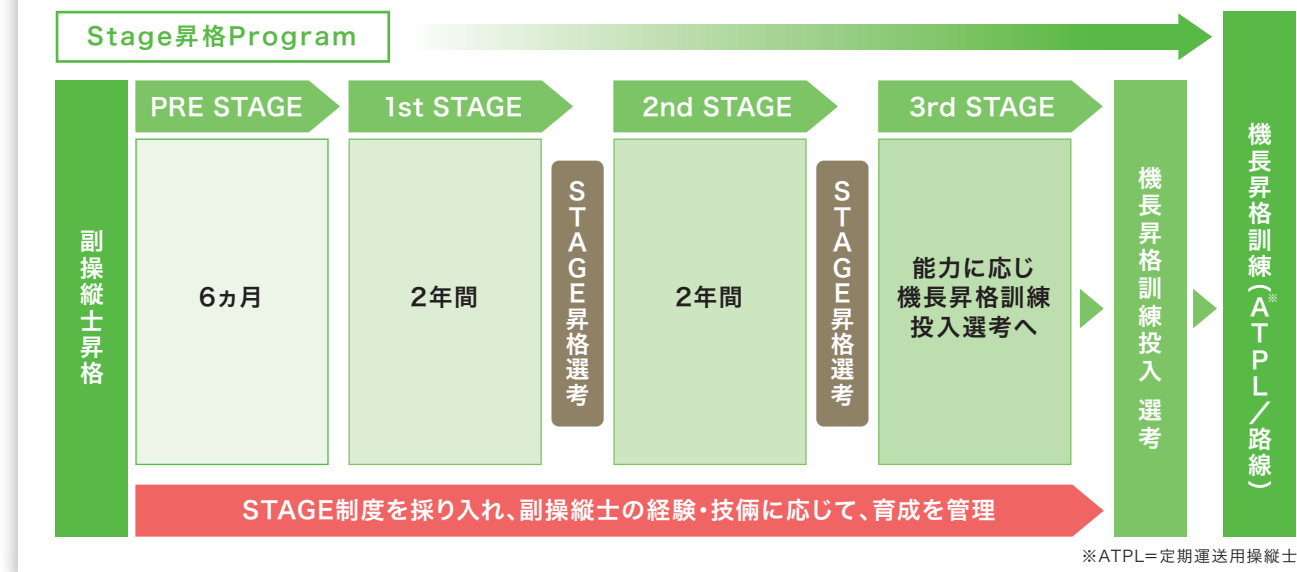 Stage昇格Program
副操縦士昇格
PRE STAGE
6ヵ月
1st STAGE
2年間
STAGE昇格選考
2nd STAGE
2年間
STAGE昇格選考
3rd STAGE
能力に応じ
機長昇格訓練
投入選考へ
機長昇格訓練投入 選考
機長昇格訓練(ATPL※/路線)
STAGE制度を採り入れ、副操縦士の経験・技倆に応じて、育成を管理
※ATPL=定期運送用操縦士